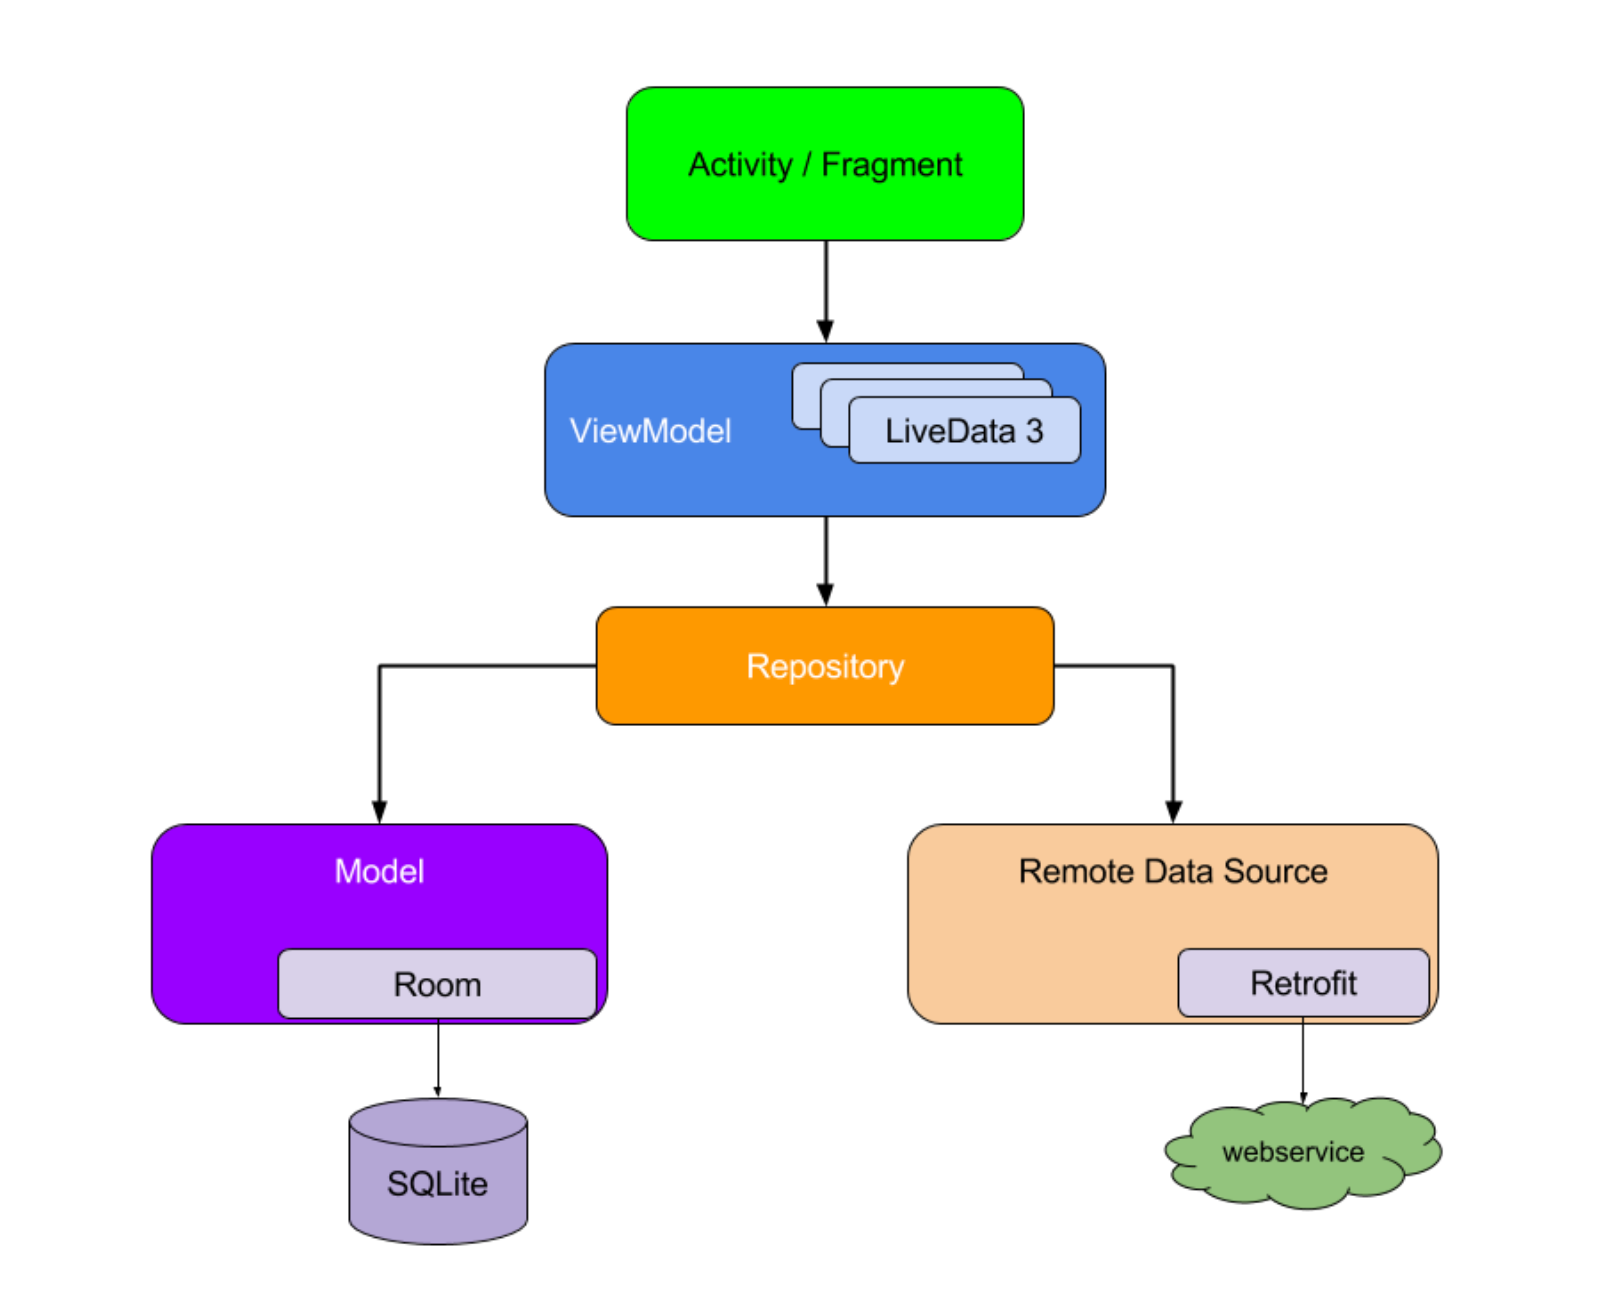 Activity / Fragment
ViewModel
LiveData 3
Repository
Model
Remote Data Source
Room
Retrofit
SQLite
webservice